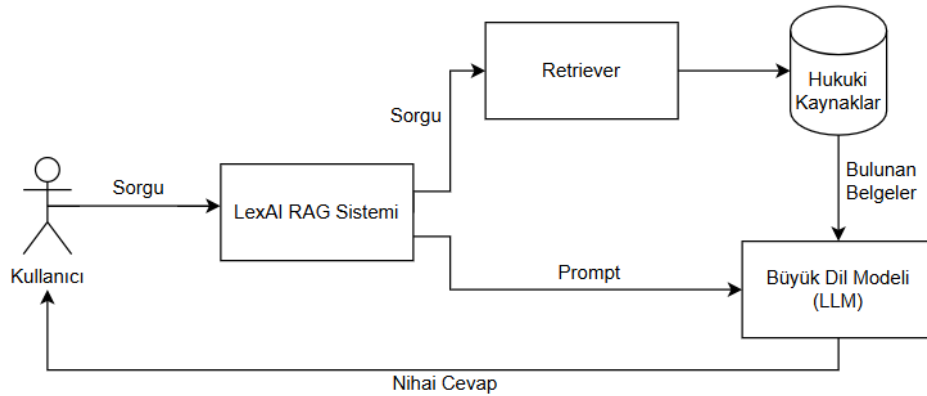 Retriever
Hukuki
Kaynaklar
Sorgu
Sorgu
LexAI RAG Sistemi
Bulunan
Belgeler
Kullanıcı
Prompt
Büyük Dil Modeli
(LLM)
Nihai Cevap